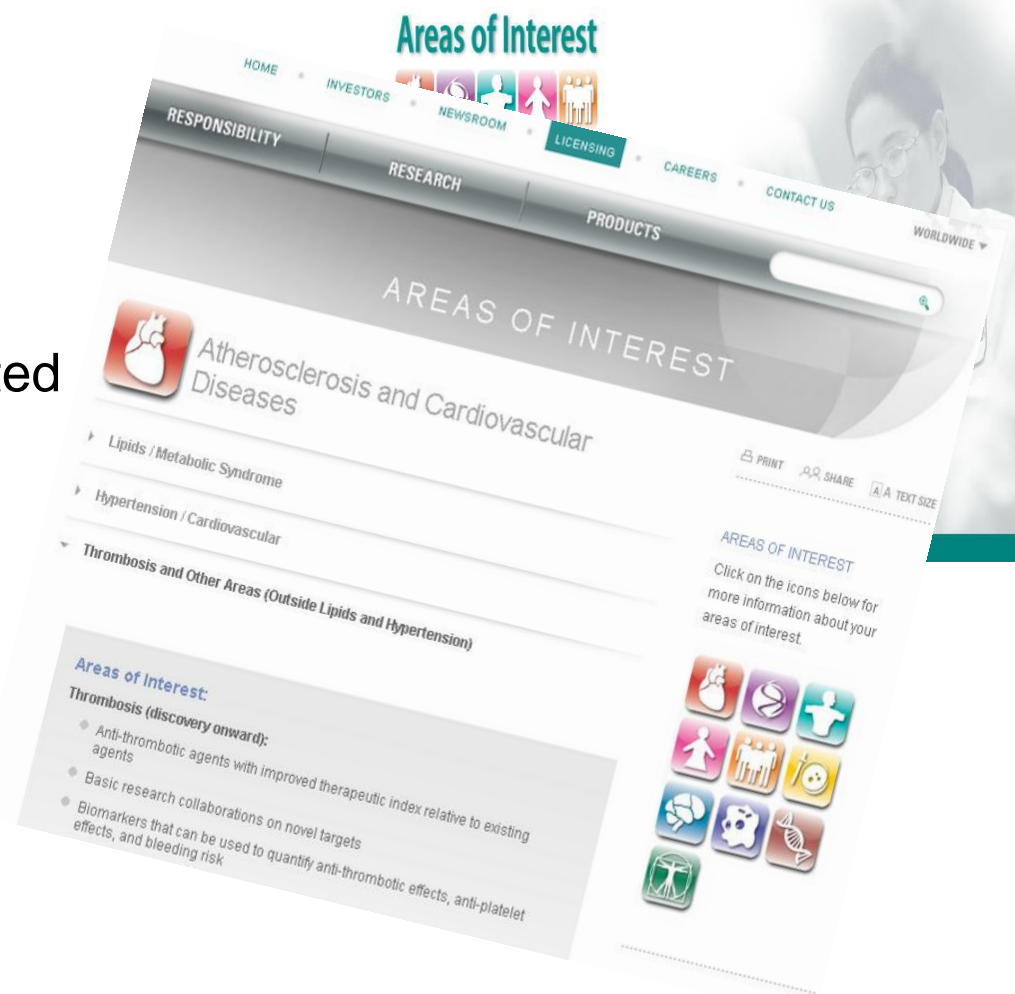 Areas of Interest
HOME
INVESTORS
NEWSROOM
LICENSING
CAREERS
CONTACT US
WORLDWIDE
RESPONSIBILITY
RESEARCH
PRODUCTS
AREAS OF INTEREST
Atherosclerosis and Cardiovascular
Diseases
PRINT
SHARE
A A TEXT SIZE
Lipids / Metabolic Syndrome
Hypertension / Cardiovascular
Thrombosis and Other Areas (Outside Lipids and Hypertension)
Areas of Interest:
Thrombosis (discovery onward):
Anti-thrombotic agents with improved therapeutic index relative to existing
agents
Basic research collaborations on novel targets
Biomarkers that can be used to quantify anti-thrombotic effects, anti-platelet
effects, and bleeding risk
AREAS OF INTEREST
Click on the icons below for
more information about your
areas of interest.